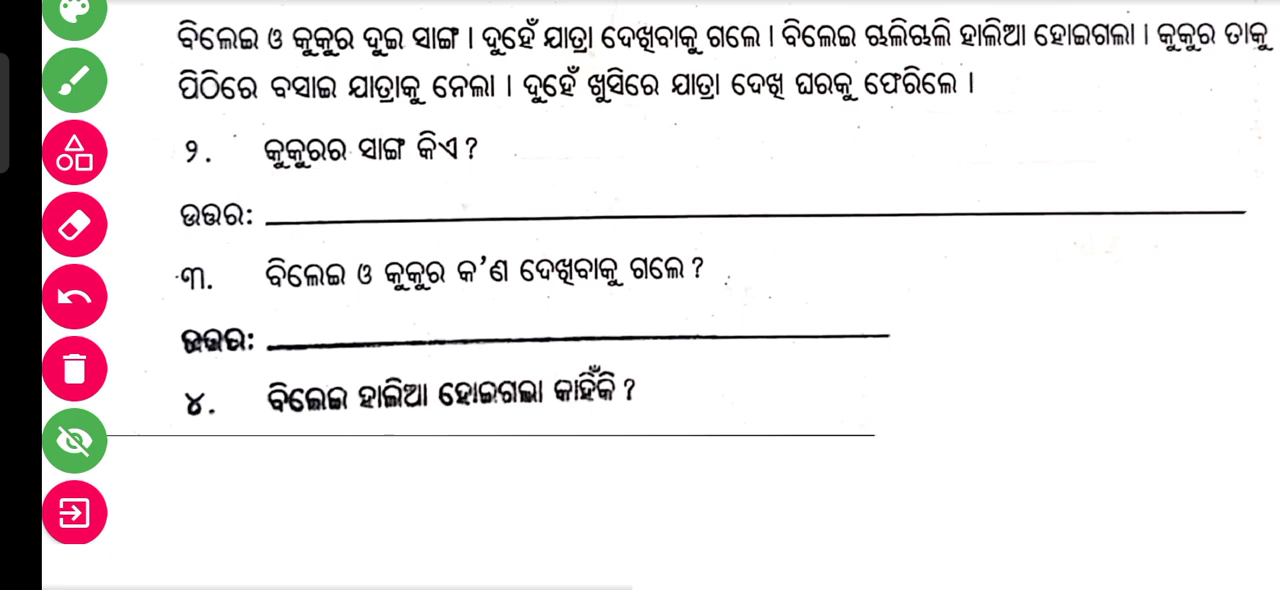 ବିଲେଇ ଓ କୁକୁର ଦୁଇ ସାଙ୍ଗ । ଦୁହେଁ ଯାତ୍ରା ଦେଖିବାକୁ ଗଲେ । ବିଲେଇ ଚାଲିଚାଲି ହାଲିଆ ହୋଇଗଲା । କୁକୁର ତାକୁ
ପିଠିରେ ବସାଇ ଯାତ୍ରାକୁ ନେଲା । ଦୁହେଁ ଖୁସିରେ ଯାତ୍ରା ଦେଖି ଘରକୁ ଫେରିଲେ ।
୨. କୁକୁରର ସାଙ୍ଗ କିଏ ?
ଉତ୍ତର:
୩. ବିଲେଇ ଓ କୁକୁର କ'ଣ ଦେଖିବାକୁ ଗଲେ ?
ଉତ୍ତର:
୪. ବିଲେଇ ହାଲିଆ ହୋଇଗଲା କାହିଁକି ?